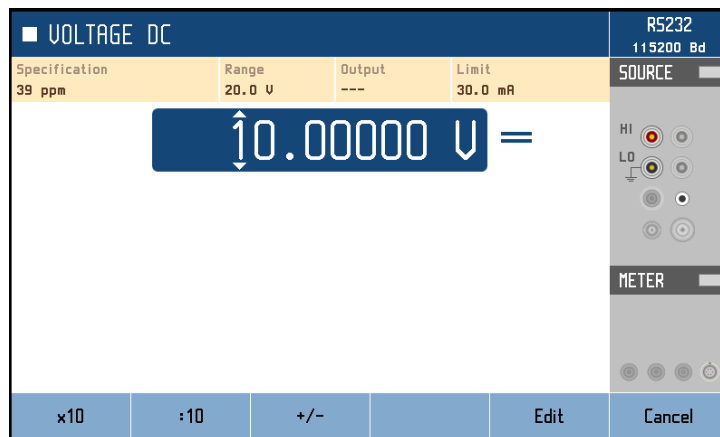 VOLTAGE DC
RS232
115200 Bd
Specification Range Output Limit
39 ppm 20.0 V --- 30.0 mA
SOURCE
10.00000 V
HI
LO
METER
x10 :10 +/- Edit Cancel